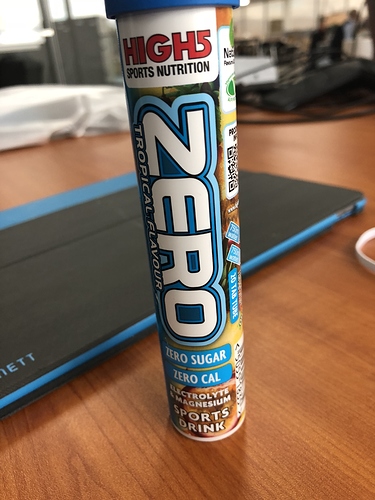 HIGH5
SPORTS NUTRITION
ZERO
TROPICAL FLAVOUR
ZERO SUGAR
ZERO CAL
ELECTROLYTE
& MAGNESIUM
SPORTS
DRINK